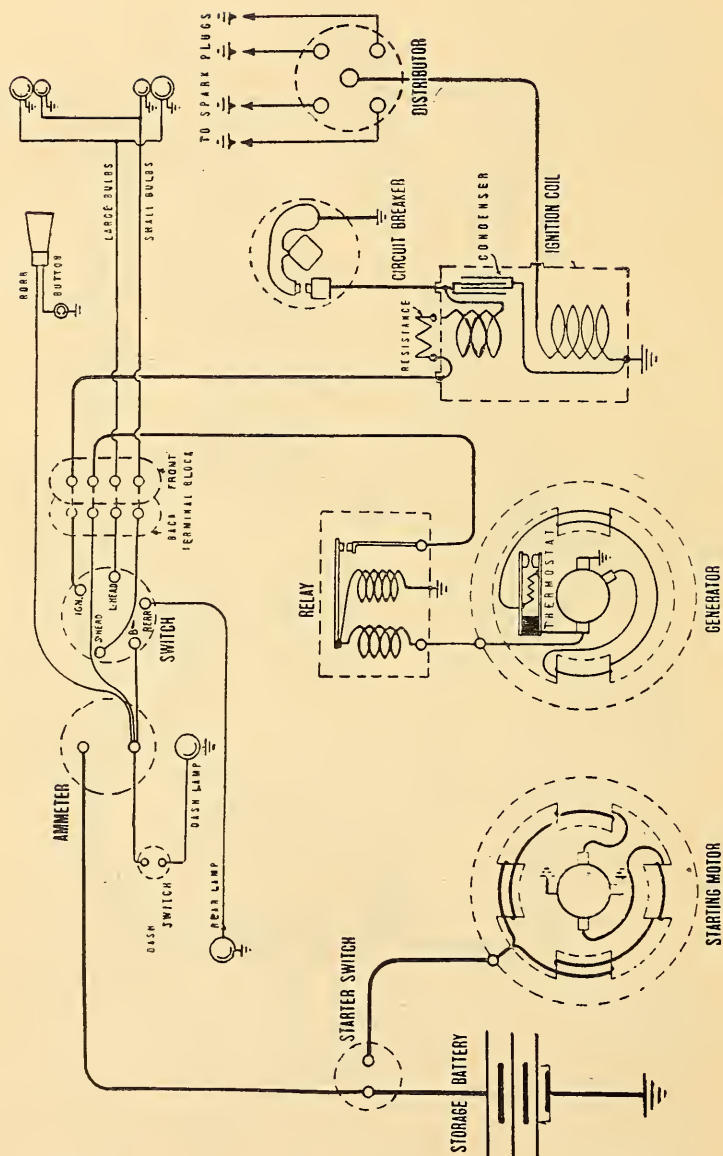 TO SPARK PLUGS
DISTRIBUTOR
HORN
BUTTON
LARGE BULBS
SMALL BULBS
CIRCUIT BREAKER
CONDENSER
IGNITION COIL
RESISTANCE
FRONT
BACK
TERMINAL BLOCK
IGN.
S.HEAD
L.HEAD
B-
REAR
SWITCH
RELAY
THERMOSTAT
GENERATOR
AMMETER
DASH LAMP
DASH
SWITCH
REAR LAMP
STARTER SWITCH
STARTING MOTOR
STORAGE BATTERY